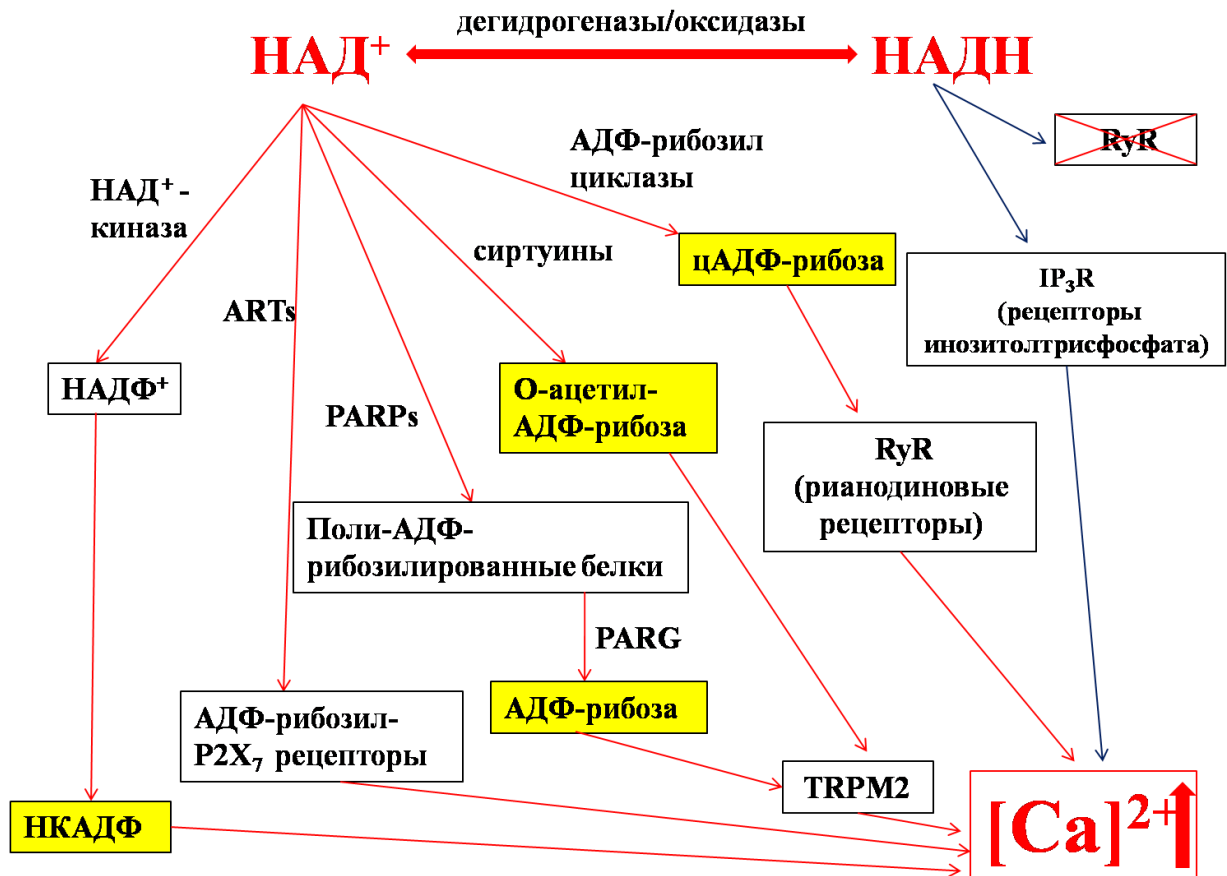 дегидрогеназы/оксидазы
НАД⁺
НАДН
RyR
АДФ-рибозил
циклазы
НАД⁺-
киназа
сиртуины
цАДФ-рибоза
IP₃R
(рецепторы
инозитолтрисфосфата)
ARTs
НАДФ⁺
PARPs
О-ацетил-
АДФ-рибоза
RyR
(рианодиновые
рецепторы)
Поли-АДФ-
рибозилированные белки
PARG
АДФ-рибоза
АДФ-рибозил-
P2X₇ рецепторы
TRPM2
НКАДФ
[Ca]²⁺